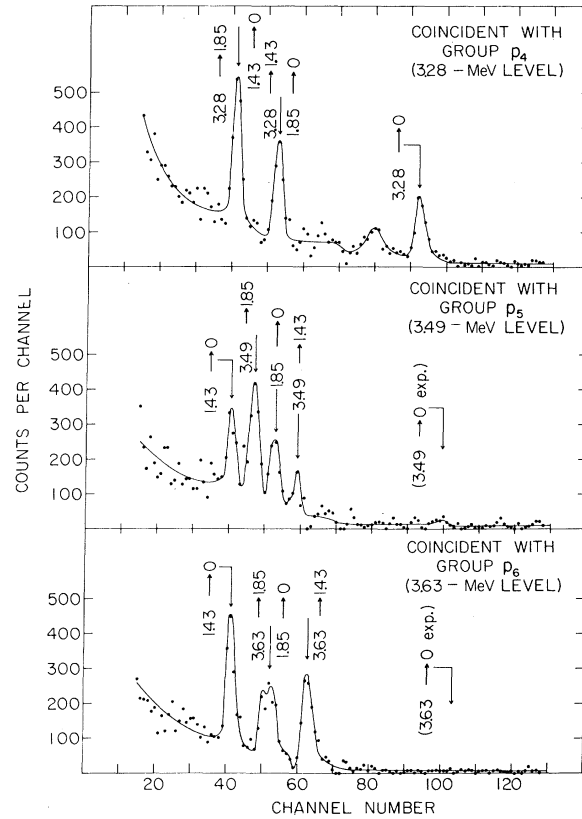 COINCIDENT WITH
GROUP p4
(3.28 – MeV LEVEL)
3.28 → 1.85
1.43 → 0
3.28 → 1.43
1.85 → 0
3.28 → 0
500
400
300
200
100
COINCIDENT WITH
GROUP p5
(3.49 – MeV LEVEL)
1.43 → 0
3.49 → 1.85
1.85 → 0
3.49 → 1.43
(3.49 → 0 exp.)
500
400
300
200
100
COUNTS PER CHANNEL
COINCIDENT WITH
GROUP p6
(3.63 – MeV LEVEL)
1.43 → 0
3.63 → 1.85
1.85 → 0
3.63 → 1.43
(3.63 → 0 exp.)
500
400
300
200
100
20 40 60 80 100 120
CHANNEL NUMBER